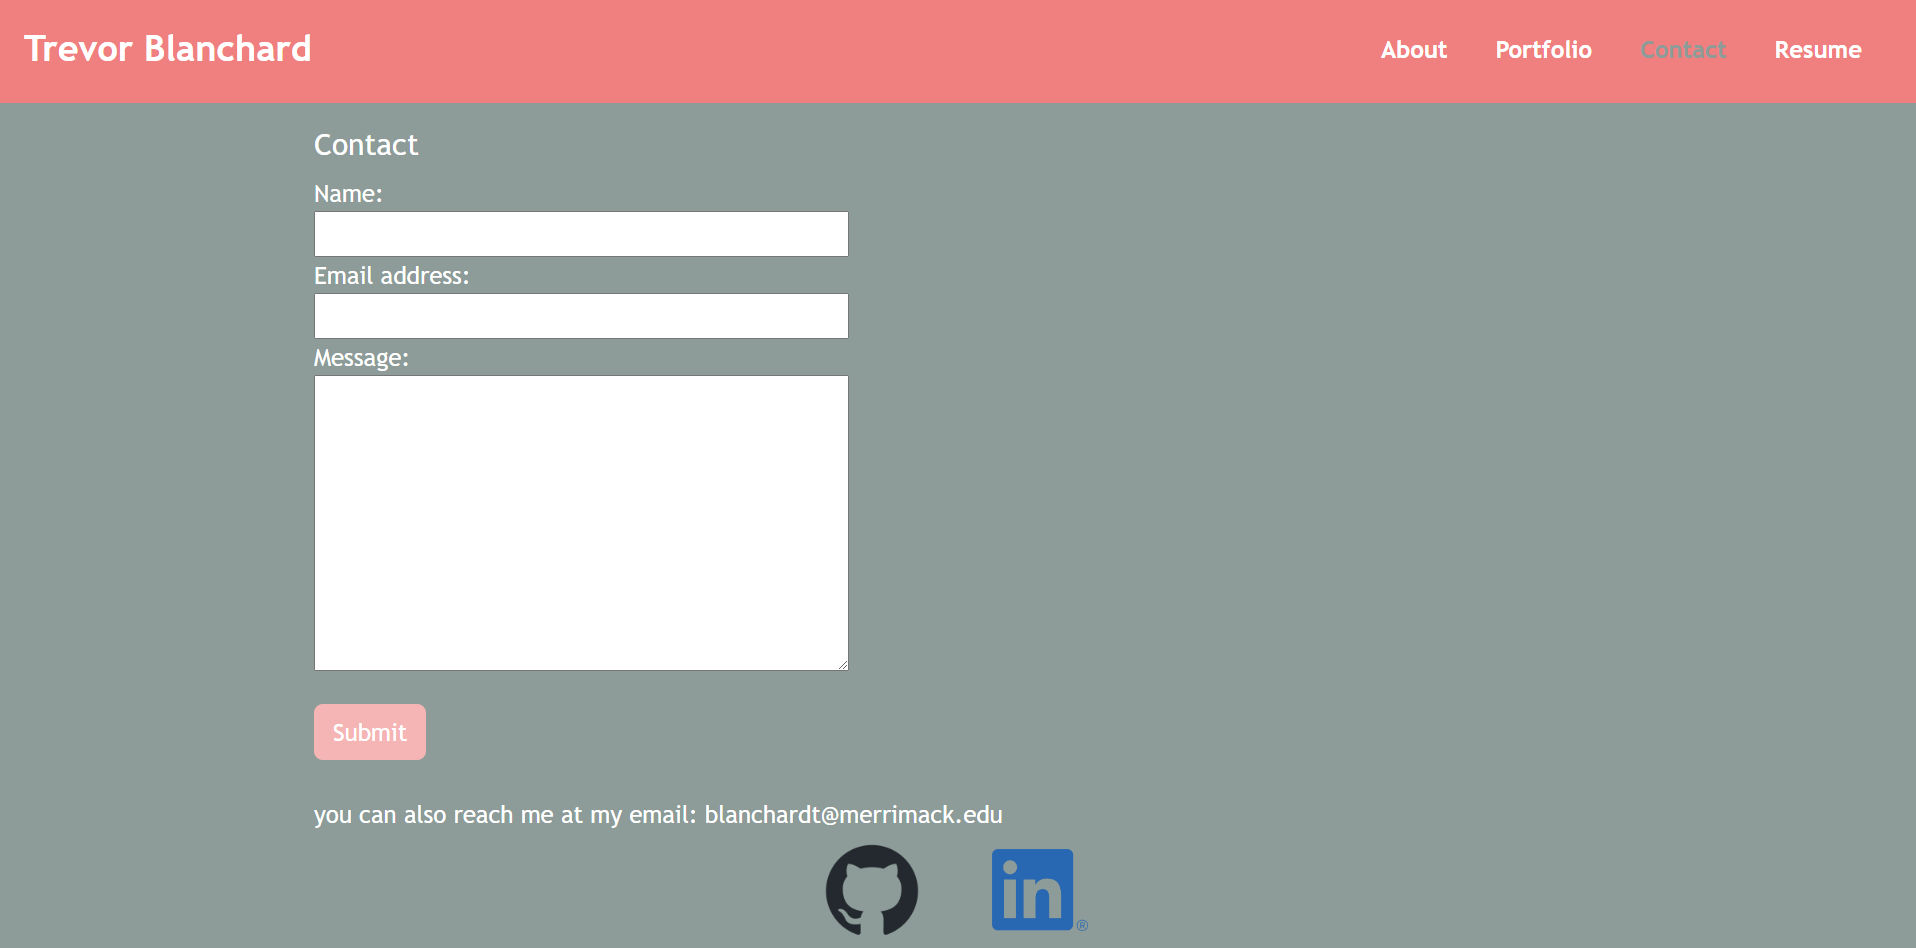 Trevor Blanchard
About Portfolio Contact Resume
Contact
Name:
Email address:
Message:
Submit
you can also reach me at my email: blanchardt@merrimack.edu
in®